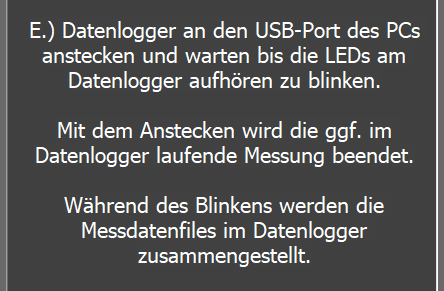 E.) Datenlogger an den USB-Port des PCs
anstecken und warten bis die LEDs am
Datenlogger aufhören zu blinken.
Mit dem Anstecken wird die ggf. im
Datenlogger laufende Messung beendet.
Während des Blinkens werden die
Messdatenfiles im Datenlogger
zusammengestellt.